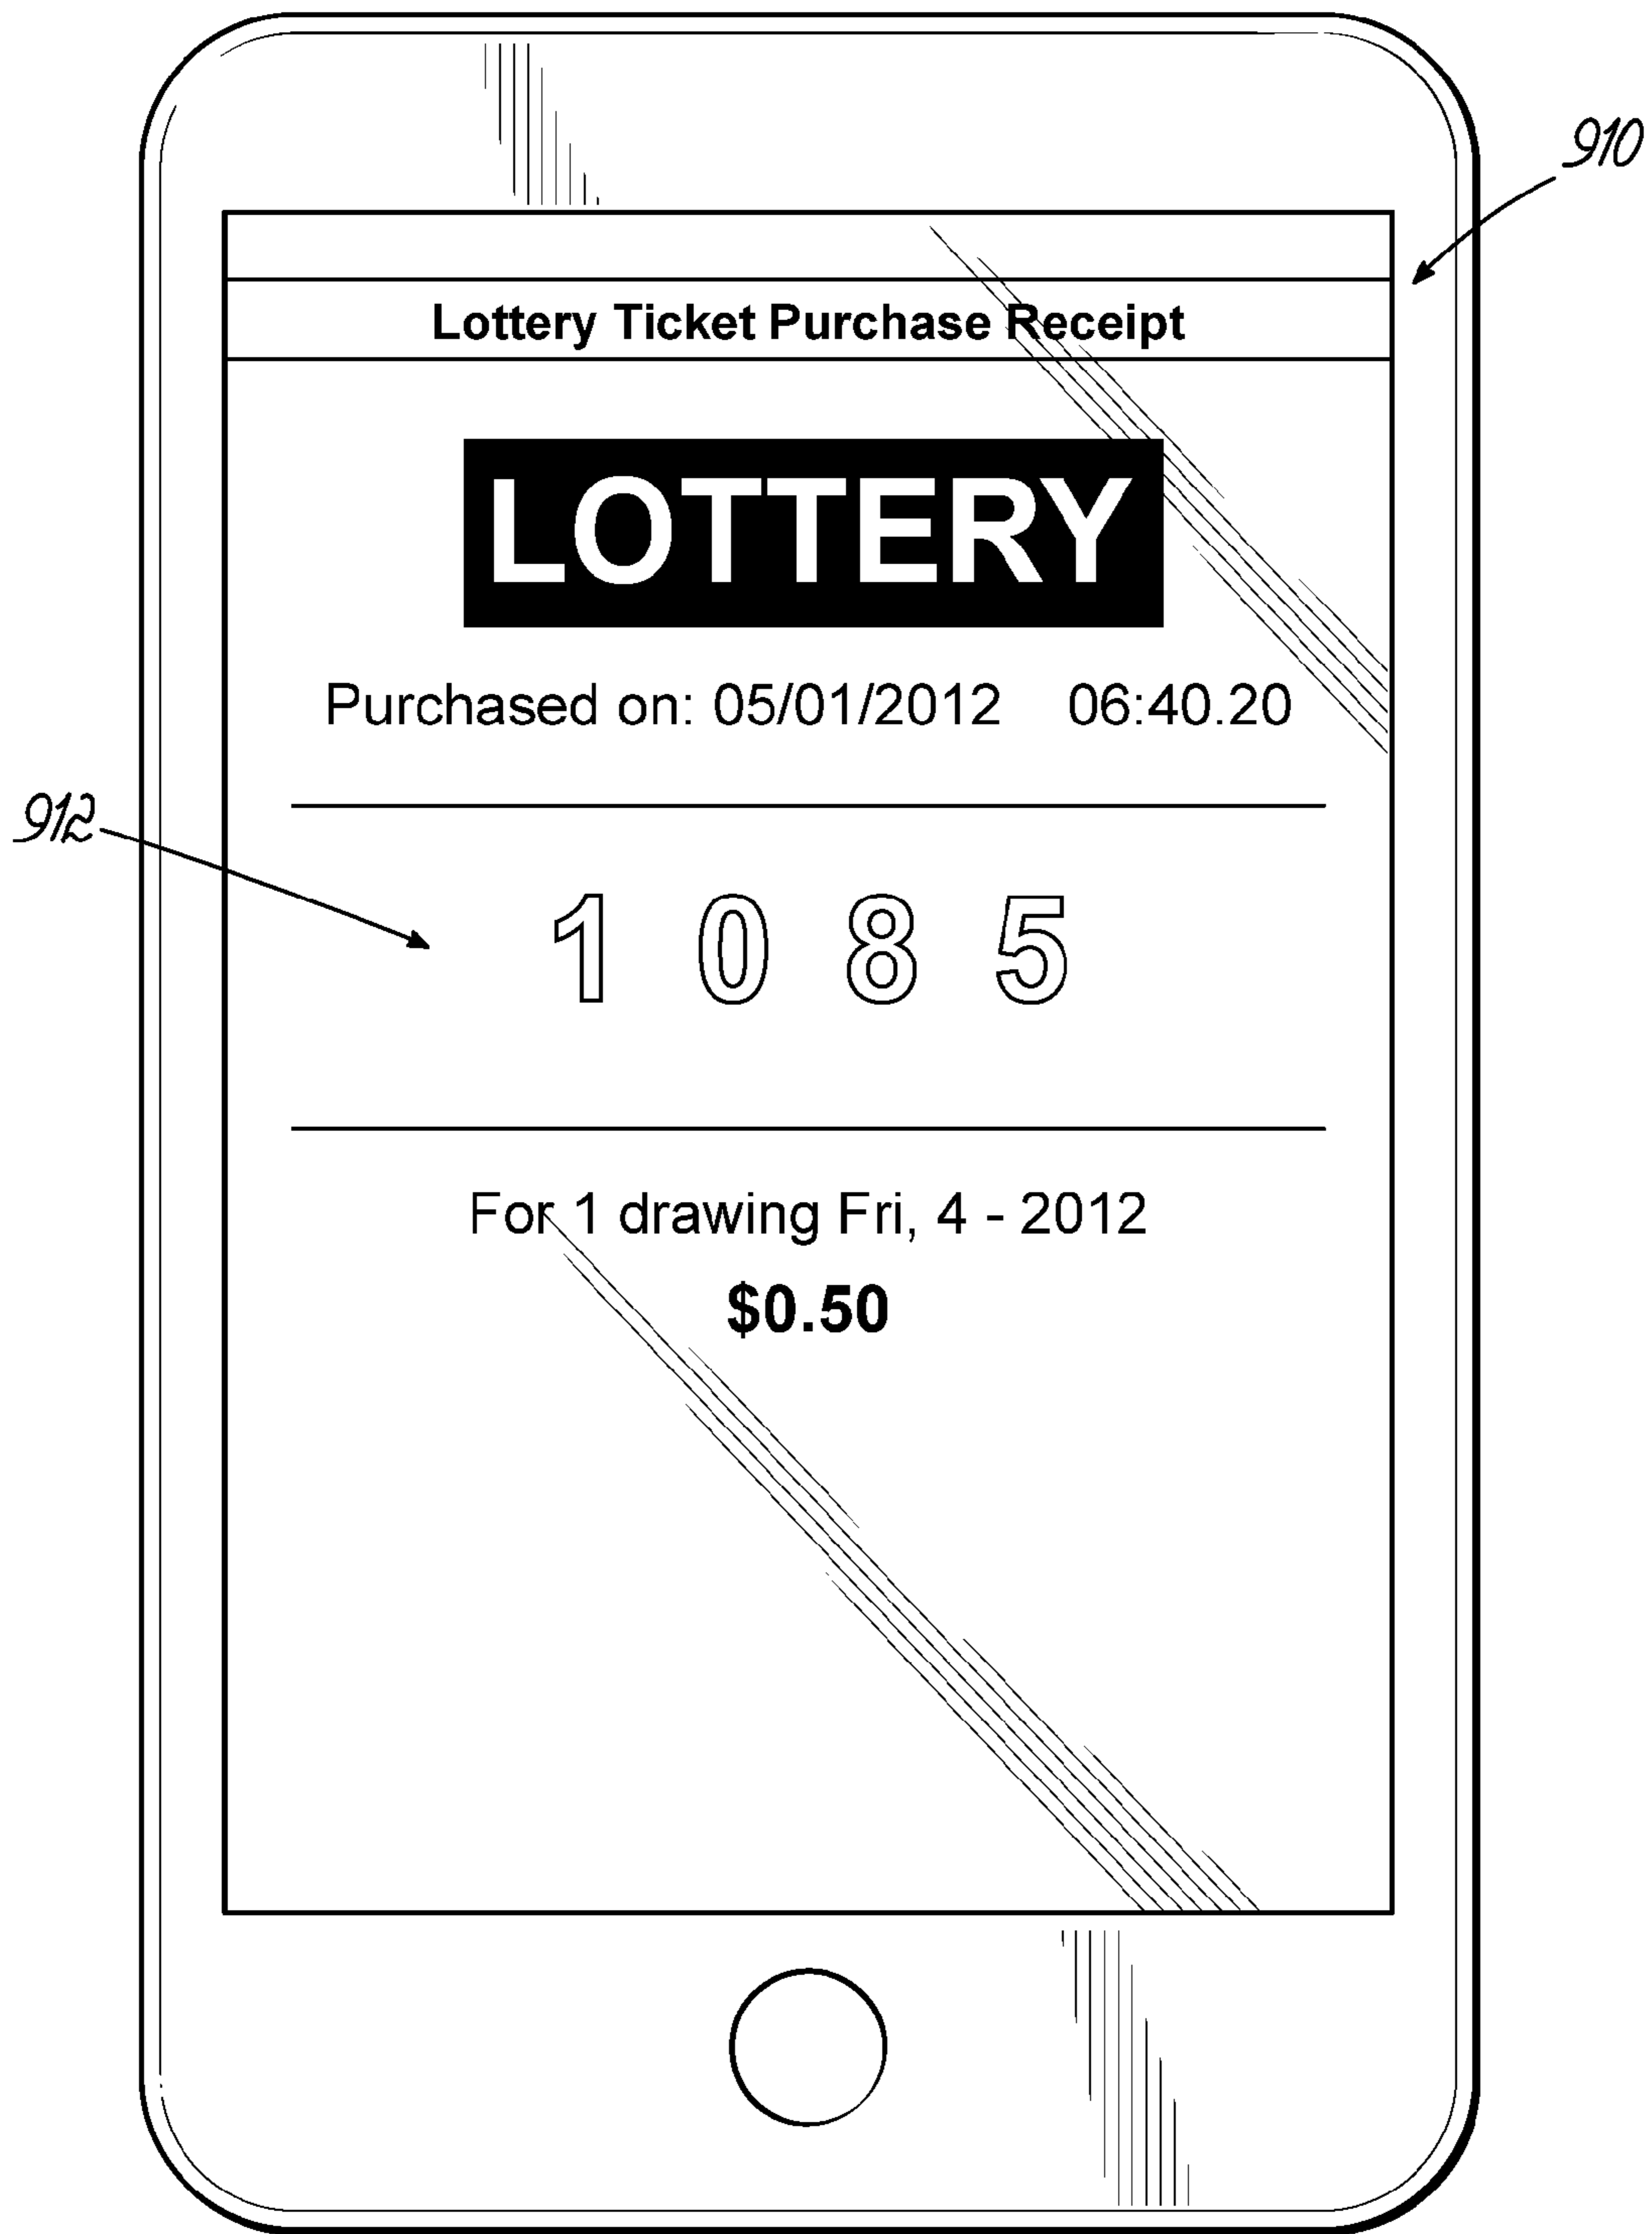 910
Lottery Ticket Purchase Receipt
LOTTERY
Purchased on: 05/01/2012 06:40.20
912
1 0 8 5
For 1 drawing Fri, 4 - 2012
$0.50